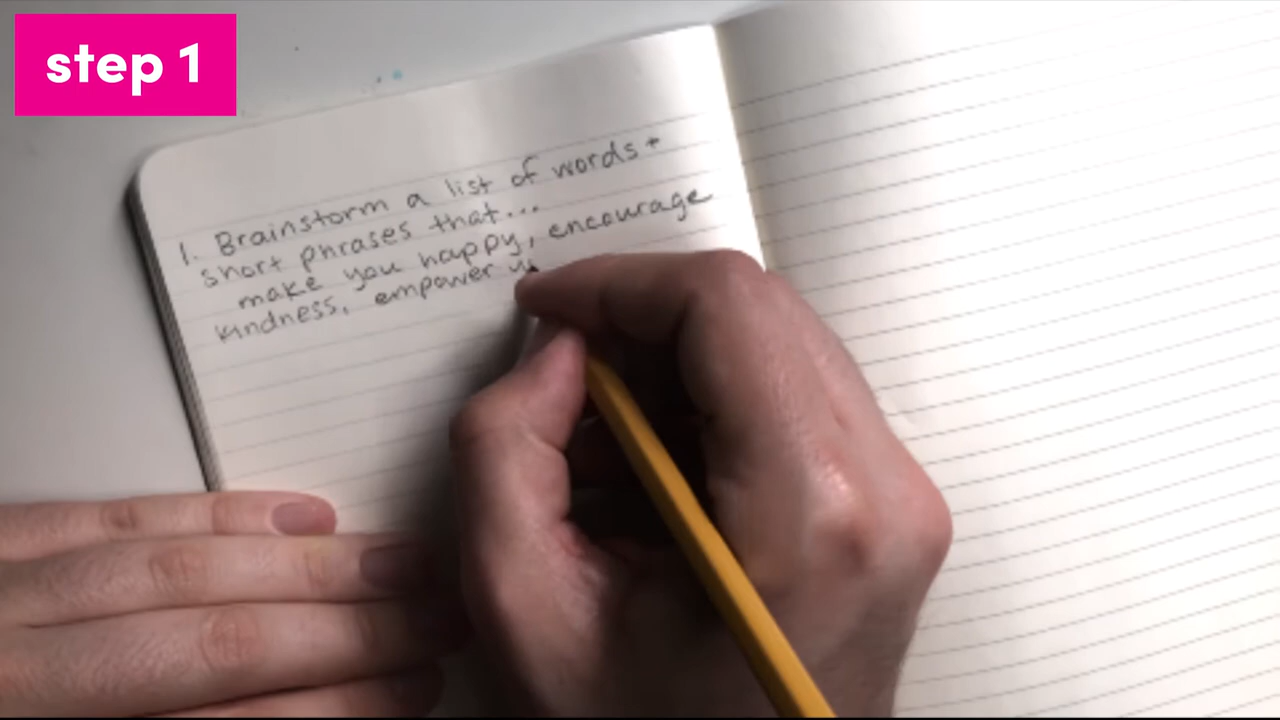 step 1
1. Brainstorm a list of words +
short phrases that...
make you happy, encourage
kindness, empower